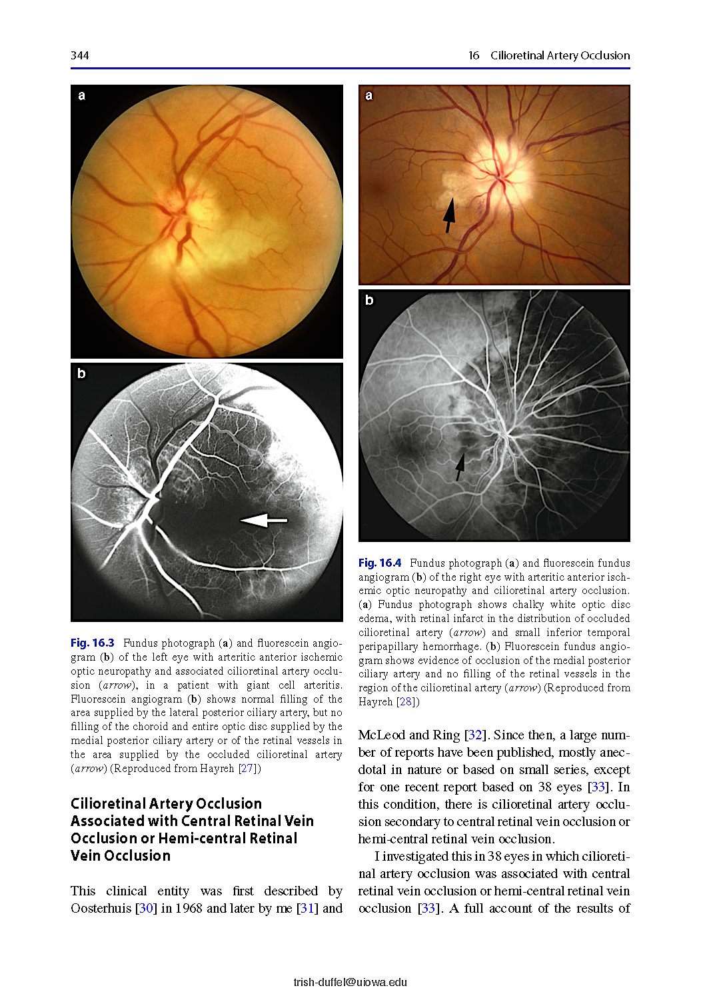 344
16 Cilioretinal Artery Occlusion
a
b
Fig. 16.3 Fundus photograph (a) and fluorescein angio-
gram (b) of the left eye with arteritic anterior ischemic
optic neuropathy and associated cilioretinal artery occlu-
sion (arrow), in a patient with giant cell arteritis.
Fluorescein angiogram (b) shows normal filling of the
area supplied by the lateral posterior ciliary artery, but no
filling of the choroid and entire optic disc supplied by the
medial posterior ciliary artery or of the retinal vessels in
the area supplied by the occluded cilioretinal artery
(arrow) (Reproduced from Hayreh [27])
Cilioretinal Artery Occlusion
Associated with Central Retinal Vein
Occlusion or Hemi-central Retinal
Vein Occlusion
This clinical entity was first described by
Oosterhuis [30] in 1968 and later by me [31] and
a
b
Fig. 16.4 Fundus photograph (a) and fluorescein fundus
angiogram (b) of the right eye with arteritic anterior isch-
emic optic neuropathy and cilioretinal artery occlusion.
(a) Fundus photograph shows chalky white optic disc
edema, with retinal infarct in the distribution of occluded
cilioretinal artery (arrow) and small inferior temporal
peripapillary hemorrhage. (b) Fluorescein fundus angio-
gram shows evidence of occlusion of the medial posterior
ciliary artery and no filling of the retinal vessels in the
region of the cilioretinal artery (arrow) (Reproduced from
Hayreh [28])
McLeod and Ring [32]. Since then, a large num-
ber of reports have been published, mostly anec-
dotal in nature or based on small series, except
for one recent report based on 38 eyes [33]. In
this condition, there is cilioretinal artery occlu-
sion secondary to central retinal vein occlusion or
hemi-central retinal vein occlusion.
I investigated this in 38 eyes in which cilioreti-
nal artery occlusion was associated with central
retinal vein occlusion or hemi-central retinal vein
occlusion [33]. A full account of the results of
trish-duffel@uiowa.edu